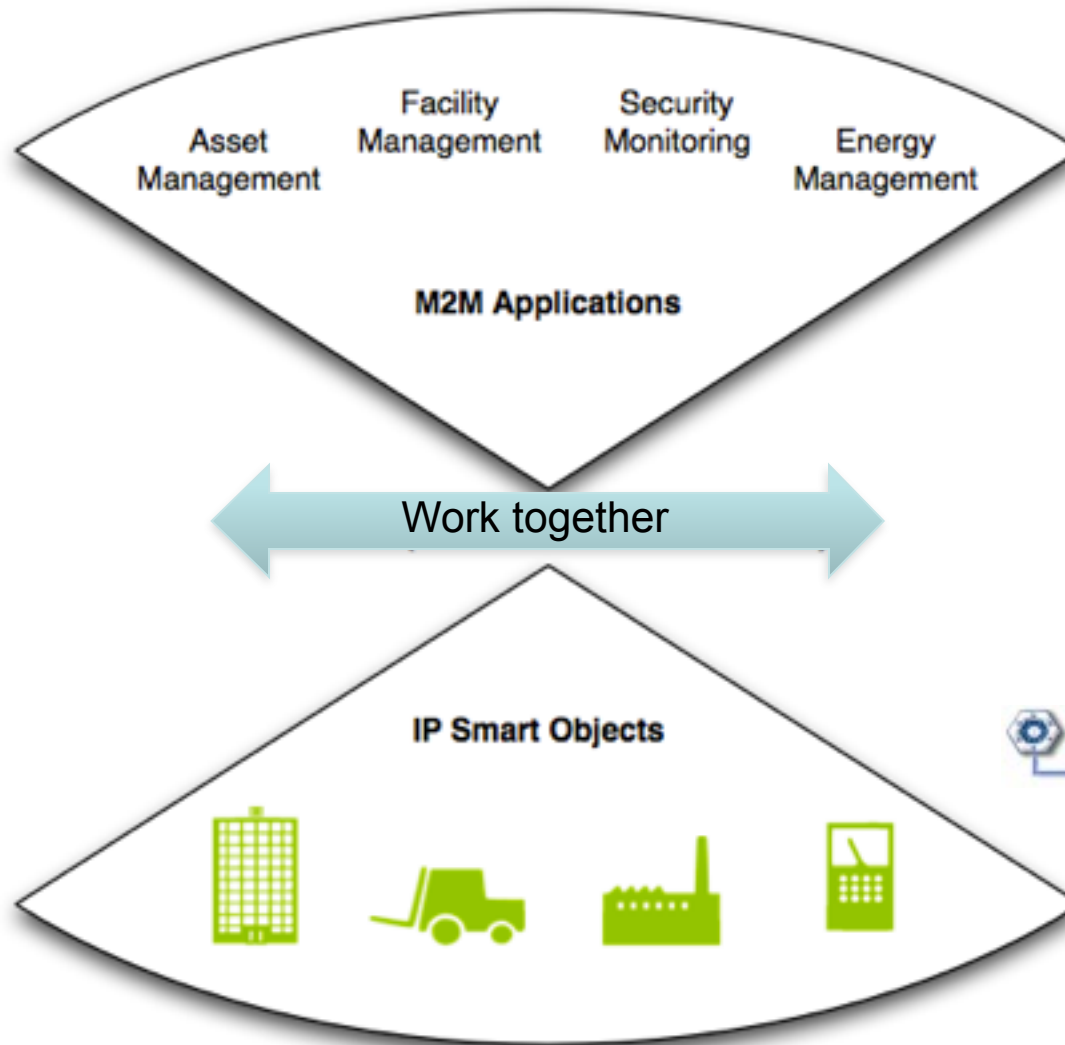 Facility
Management
Security
Monitoring
Asset
Management
Energy
Management
M2M Applications
Work together
IP Smart Objects